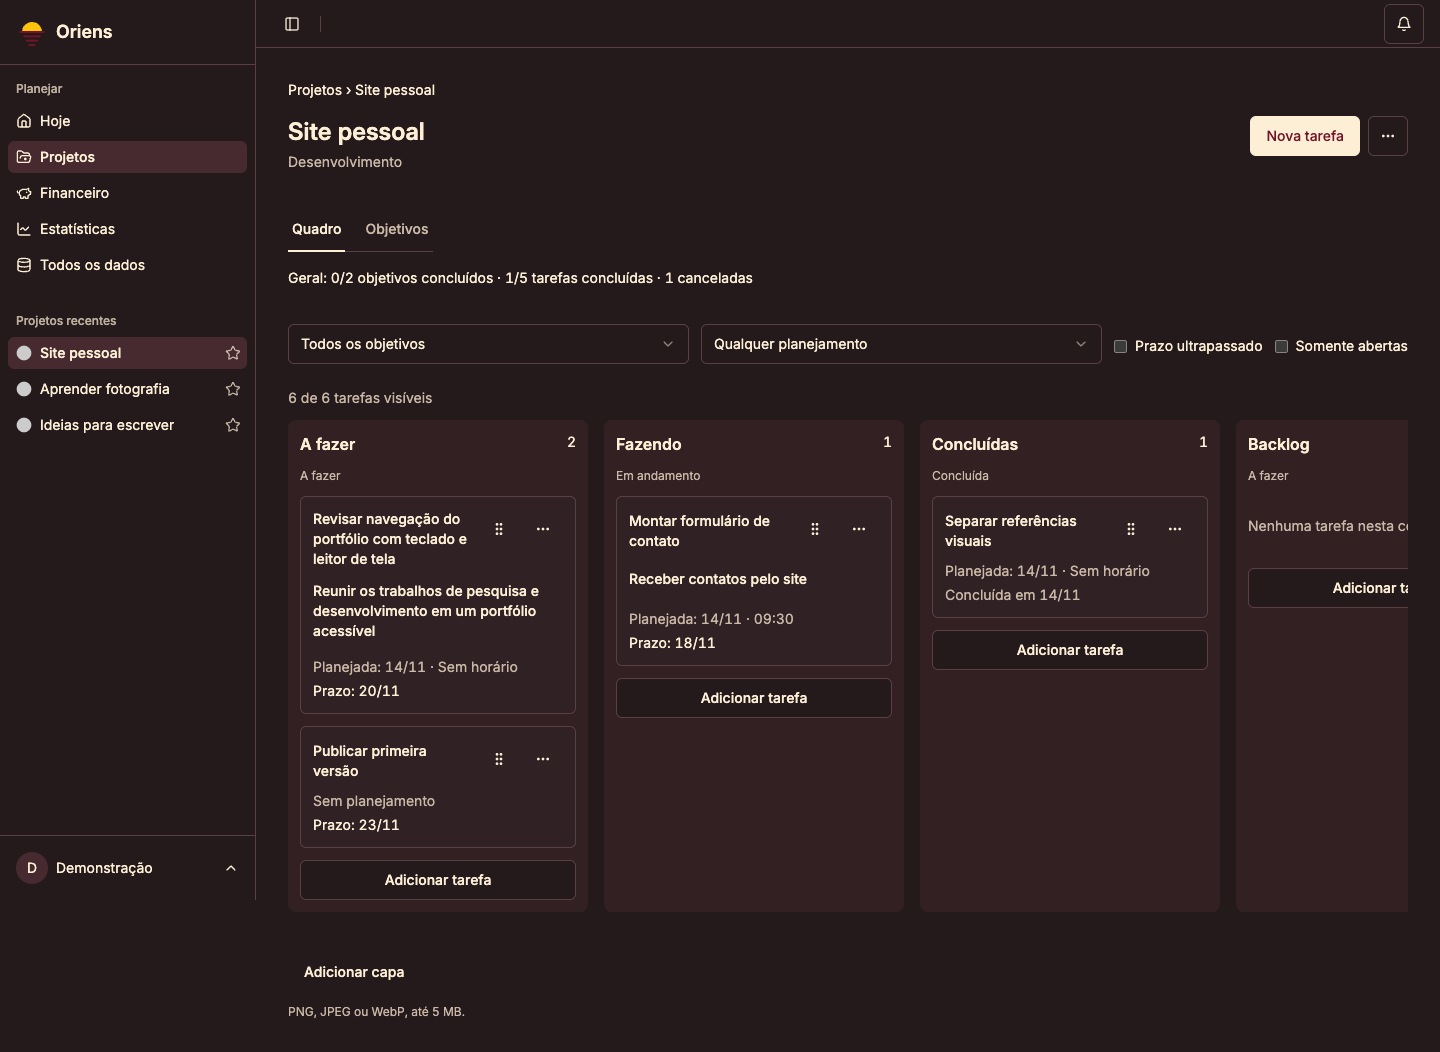 Oriens
Planejar
Hoje
Projetos
Financeiro
Estatísticas
Todos os dados
Projetos recentes
Site pessoal
Aprender fotografia
Ideias para escrever
D Demonstração
Projetos › Site pessoal
Site pessoal
Desenvolvimento
Nova tarefa
Quadro Objetivos
Geral: 0/2 objetivos concluídos · 1/5 tarefas concluídas · 1 canceladas
Todos os objetivos
Qualquer planejamento
Prazo ultrapassado
Somente abertas
6 de 6 tarefas visíveis
A fazer 2
A fazer
Revisar navegação do
portfólio com teclado e
leitor de tela
Reunir os trabalhos de pesquisa e
desenvolvimento em um portfólio
acessível
Planejada: 14/11 · Sem horário
Prazo: 20/11
Publicar primeira
versão
Sem planejamento
Prazo: 23/11
Adicionar tarefa
Fazendo 1
Em andamento
Montar formulário de
contato
Receber contatos pelo site
Planejada: 14/11 · 09:30
Prazo: 18/11
Adicionar tarefa
Concluídas 1
Concluída
Separar referências
visuais
Planejada: 14/11 · Sem horário
Concluída em 14/11
Adicionar tarefa
Backlog
A fazer
Nenhuma tarefa nesta
Adicionar
Adicionar capa
PNG, JPEG ou WebP, até 5 MB.